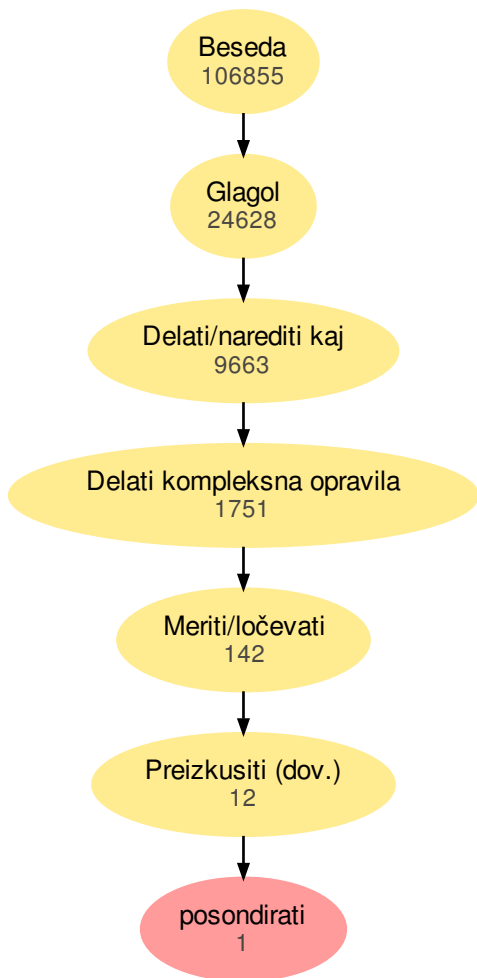 Beseda
106855
Glagol
24628
Delati/narediti kaj
9663
Delati kompleksna opravila
1751
Meriti/ločevati
142
Preizkusiti (dov.)
12
posondirati
1